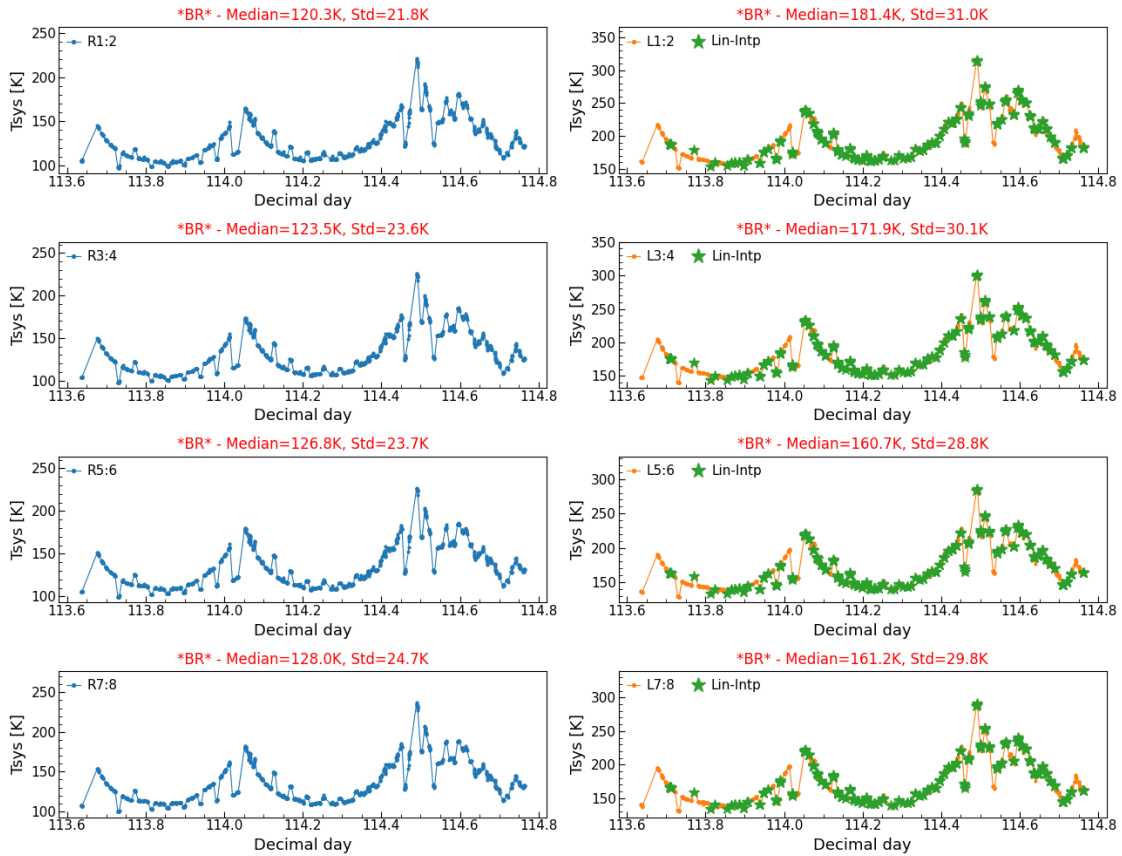 *BR* - Median=120.3K, Std=21.8K
250
200
150
100
Tsys [K]
R1:2
113.6 113.8 114.0 114.2 114.4 114.6 114.8
Decimal day
*BR* - Median=181.4K, Std=31.0K
350
300
250
200
150
Tsys [K]
L1:2 Lin-Intp
113.6 113.8 114.0 114.2 114.4 114.6 114.8
Decimal day
*BR* - Median=123.5K, Std=23.6K
250
200
150
100
Tsys [K]
R3:4
113.6 113.8 114.0 114.2 114.4 114.6 114.8
Decimal day
*BR* - Median=171.9K, Std=30.1K
350
300
250
200
150
Tsys [K]
L3:4 Lin-Intp
113.6 113.8 114.0 114.2 114.4 114.6 114.8
Decimal day
*BR* - Median=126.8K, Std=23.7K
250
200
150
100
Tsys [K]
R5:6
113.6 113.8 114.0 114.2 114.4 114.6 114.8
Decimal day
*BR* - Median=160.7K, Std=28.8K
300
250
200
150
Tsys [K]
L5:6 Lin-Intp
113.6 113.8 114.0 114.2 114.4 114.6 114.8
Decimal day
*BR* - Median=128.0K, Std=24.7K
250
200
150
100
Tsys [K]
R7:8
113.6 113.8 114.0 114.2 114.4 114.6 114.8
Decimal day
*BR* - Median=161.2K, Std=29.8K
300
250
200
150
Tsys [K]
L7:8 Lin-Intp
113.6 113.8 114.0 114.2 114.4 114.6 114.8
Decimal day